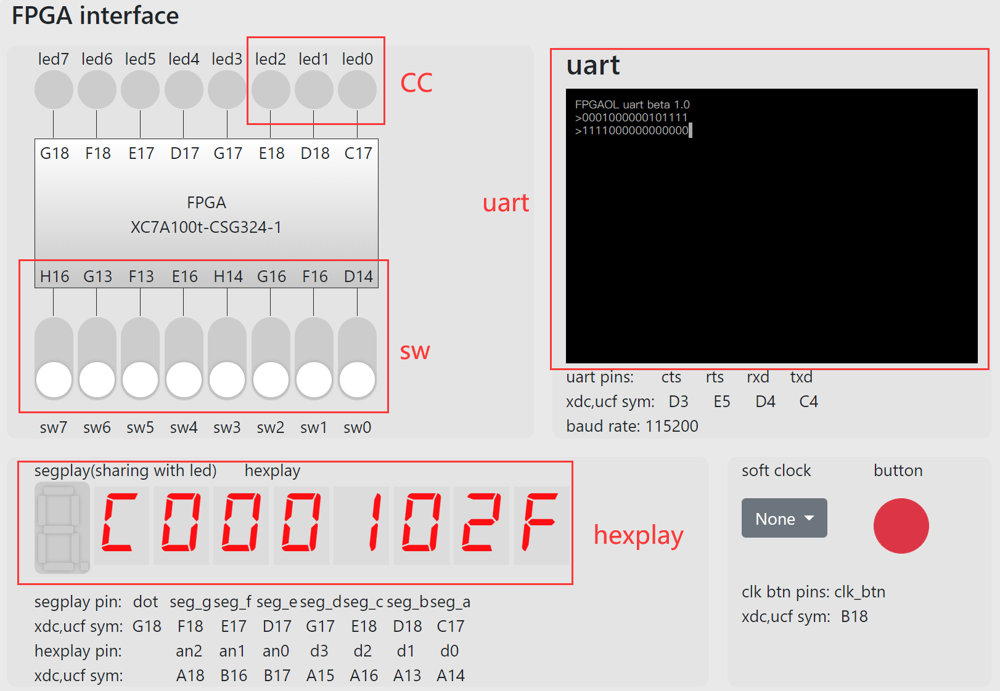 FPGA interface
led7 led6 led5 led4 led3 led2 led1 led0
CC
G18 F18 E17 D17 G17 E18 D18 C17
FPGA
XC7A100t-CSG324-1
H16 G13 F13 E16 H14 G16 F16 D14
sw
sw7 sw6 sw5 sw4 sw3 sw2 sw1 sw0
uart
uart
FPGAOL uart beta 1.0
>0001000000101111
>1111000000000000
uart pins: cts rts rxd txd
xdc,ucf sym: D3 E5 D4 C4
baud rate: 115200
segplay(sharing with led) hexplay
C000102F
hexplay
segplay pin: dot seg_g seg_f seg_e seg_d seg_c seg_b seg_a
xdc,ucf sym: G18 F18 E17 D17 G17 E18 D18 C17
hexplay pin: an2 an1 an0 d3 d2 d1 d0
xdc,ucf sym: A18 B16 B17 A15 A16 A13 A14
soft clock button
None
clk btn pins: clk_btn
xdc,ucf sym: B18